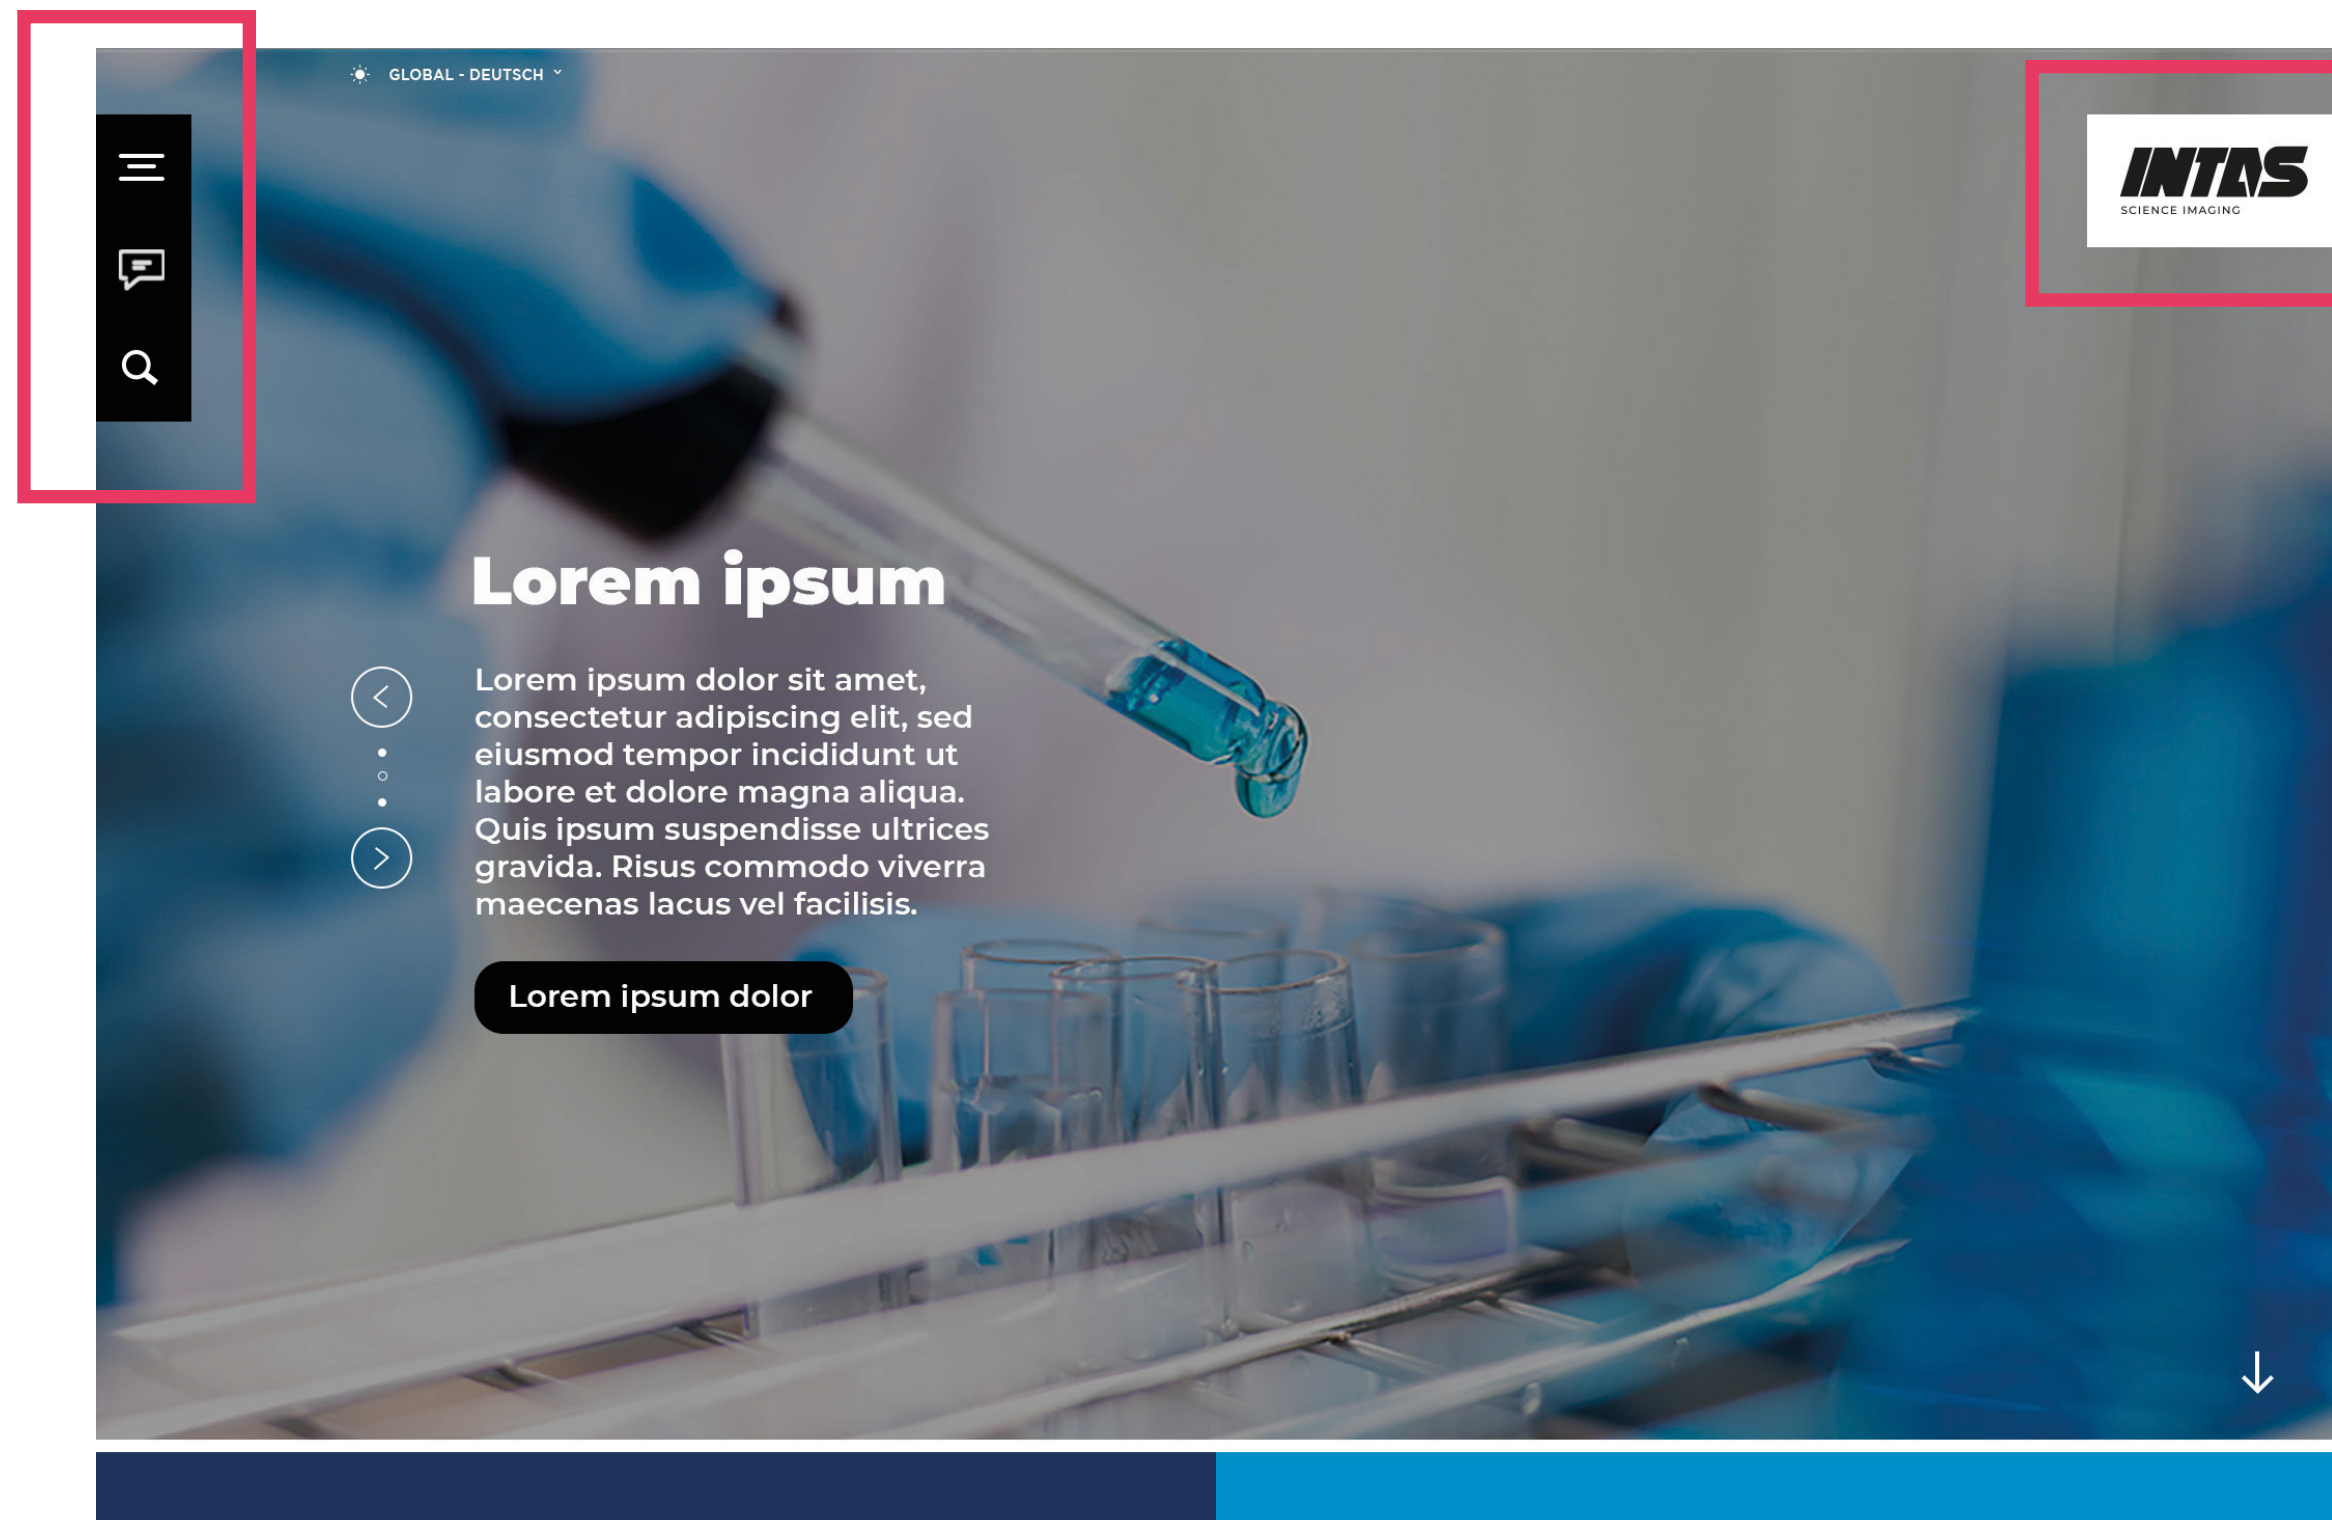 GLOBAL - DEUTSCH
INTAS
SCIENCE IMAGING
Lorem ipsum
Lorem ipsum dolor sit amet,
consectetur adipiscing elit, sed
eiusmod tempor incididunt ut
labore et dolore magna aliqua.
Quis ipsum suspendisse ultrices
gravida. Risus commodo viverra
maecenas lacus vel facilisis.
Lorem ipsum dolor